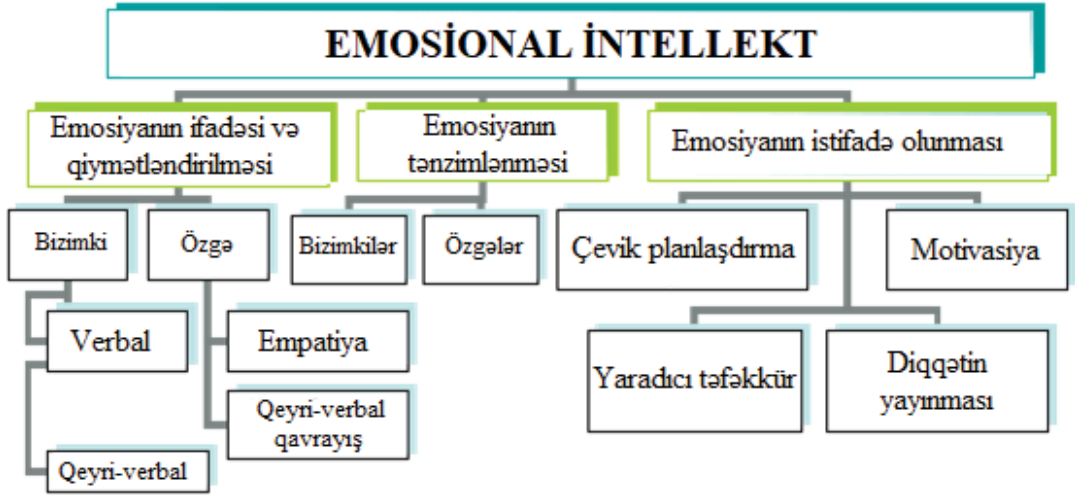 EMOSİONAL İNTELLEKT
Emosiyanın ifadəsi və
qiymətləndirilməsi
Emosiyanın
tənzimlənməsi
Emosiyanın istifadə olunması
Bizimki
Özgə
Bizimkilər
Özgələr
Çevik planlaşdırma
Motivasiya
Verbal
Empatiya
Yaradıcı təfəkkür
Diqqətin
yayınması
Qeyri-verbal
qavrayış
Qeyri-verbal